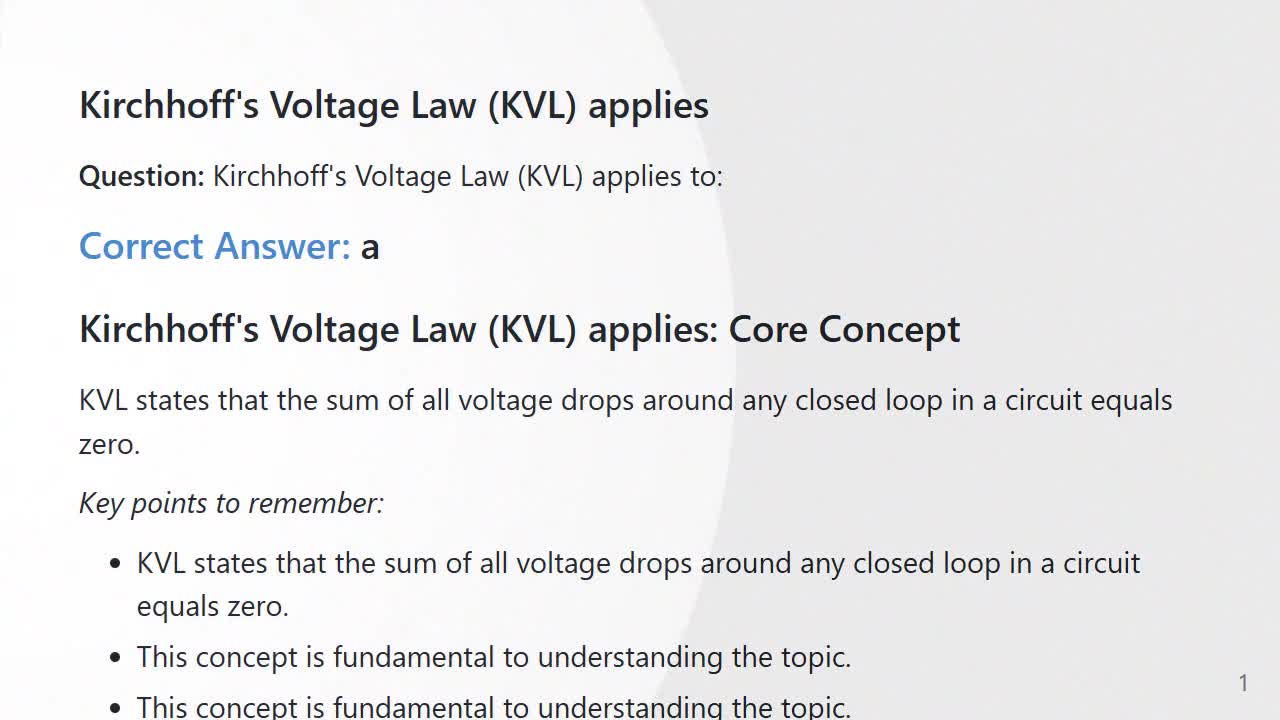 Kirchhoff's Voltage Law (KVL) applies
Question: Kirchhoff's Voltage Law (KVL) applies to:
Correct Answer: a
Kirchhoff's Voltage Law (KVL) applies: Core Concept
KVL states that the sum of all voltage drops around any closed loop in a circuit equals
zero.
Key points to remember:
• KVL states that the sum of all voltage drops around any closed loop in a circuit
equals zero.
• This concept is fundamental to understanding the topic.
• This concept is fundamental to understanding the topic.
1